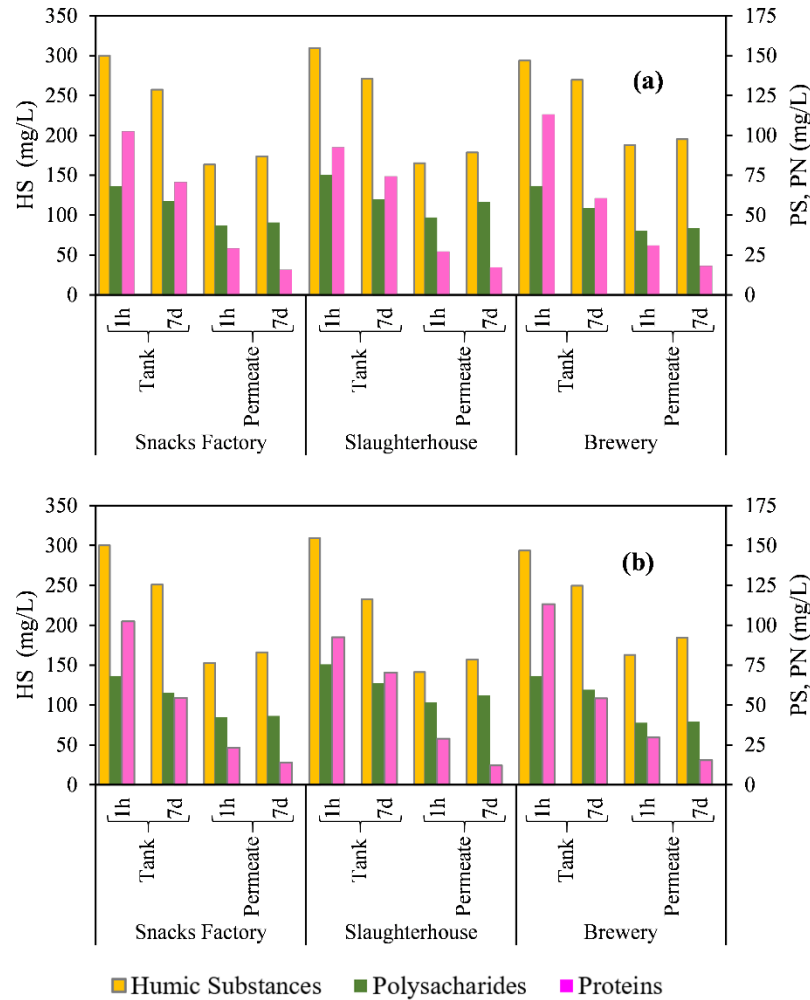 350
300
250
200
150
100
50
0
HS (mg/L)
175
150
125
100
75
50
25
0
PS, PN (mg/L)
(a)
1h 7d 1h 7d 1h 7d 1h 7d 1h 7d 1h 7d
Tank Permeate Tank Permeate Tank Permeate
Snacks Factory Slaughterhouse Brewery
350
300
250
200
150
100
50
0
HS (mg/L)
175
150
125
100
75
50
25
0
PS, PN (mg/L)
(b)
1h 7d 1h 7d 1h 7d 1h 7d 1h 7d 1h 7d
Tank Permeate Tank Permeate Tank Permeate
Snacks Factory Slaughterhouse Brewery
Humic Substances Polysacharides Proteins